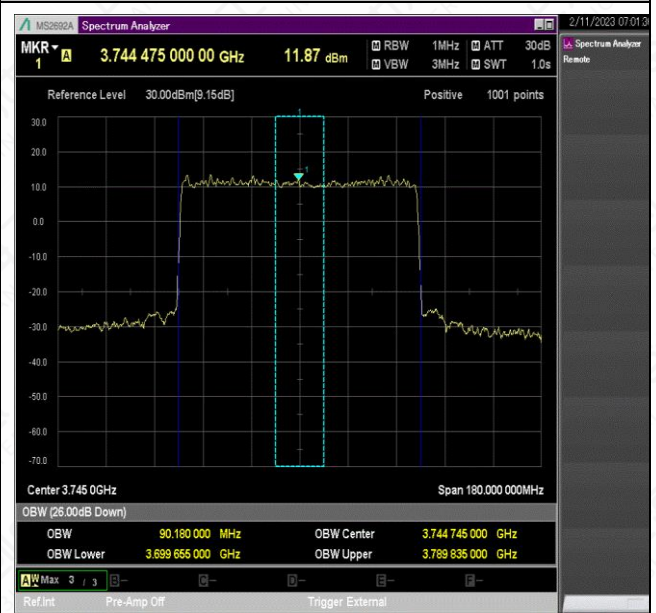 MS2692A Spectrum Analyzer
2/11/2023 07:01:3
MKR 1 A 3.744 475 000 00 GHz 11.87 dBm
M RBW 1MHz M ATT 30dB
M VBW 3MHz M SWT 1.0s
Spectrum Analyzer
Remote
Reference Level 30.00dBm[9.15dB] Positive 1001 points
1
30.0
20.0
1
10.0
0.0
-10.0
-20.0
-30.0
-40.0
-50.0
-60.0
-70.0
Center 3.745 0GHz Span 180.000 000MHz
OBW (26.00dB Down)
OBW 90.180 000 MHz OBW Center 3.744 745 000 GHz
OBW Lower 3.699 655 000 GHz OBW Upper 3.789 835 000 GHz
A W Max 3 / 3 B- C- D- E- F-
Ref.Int Pre-Amp Off Trigger External